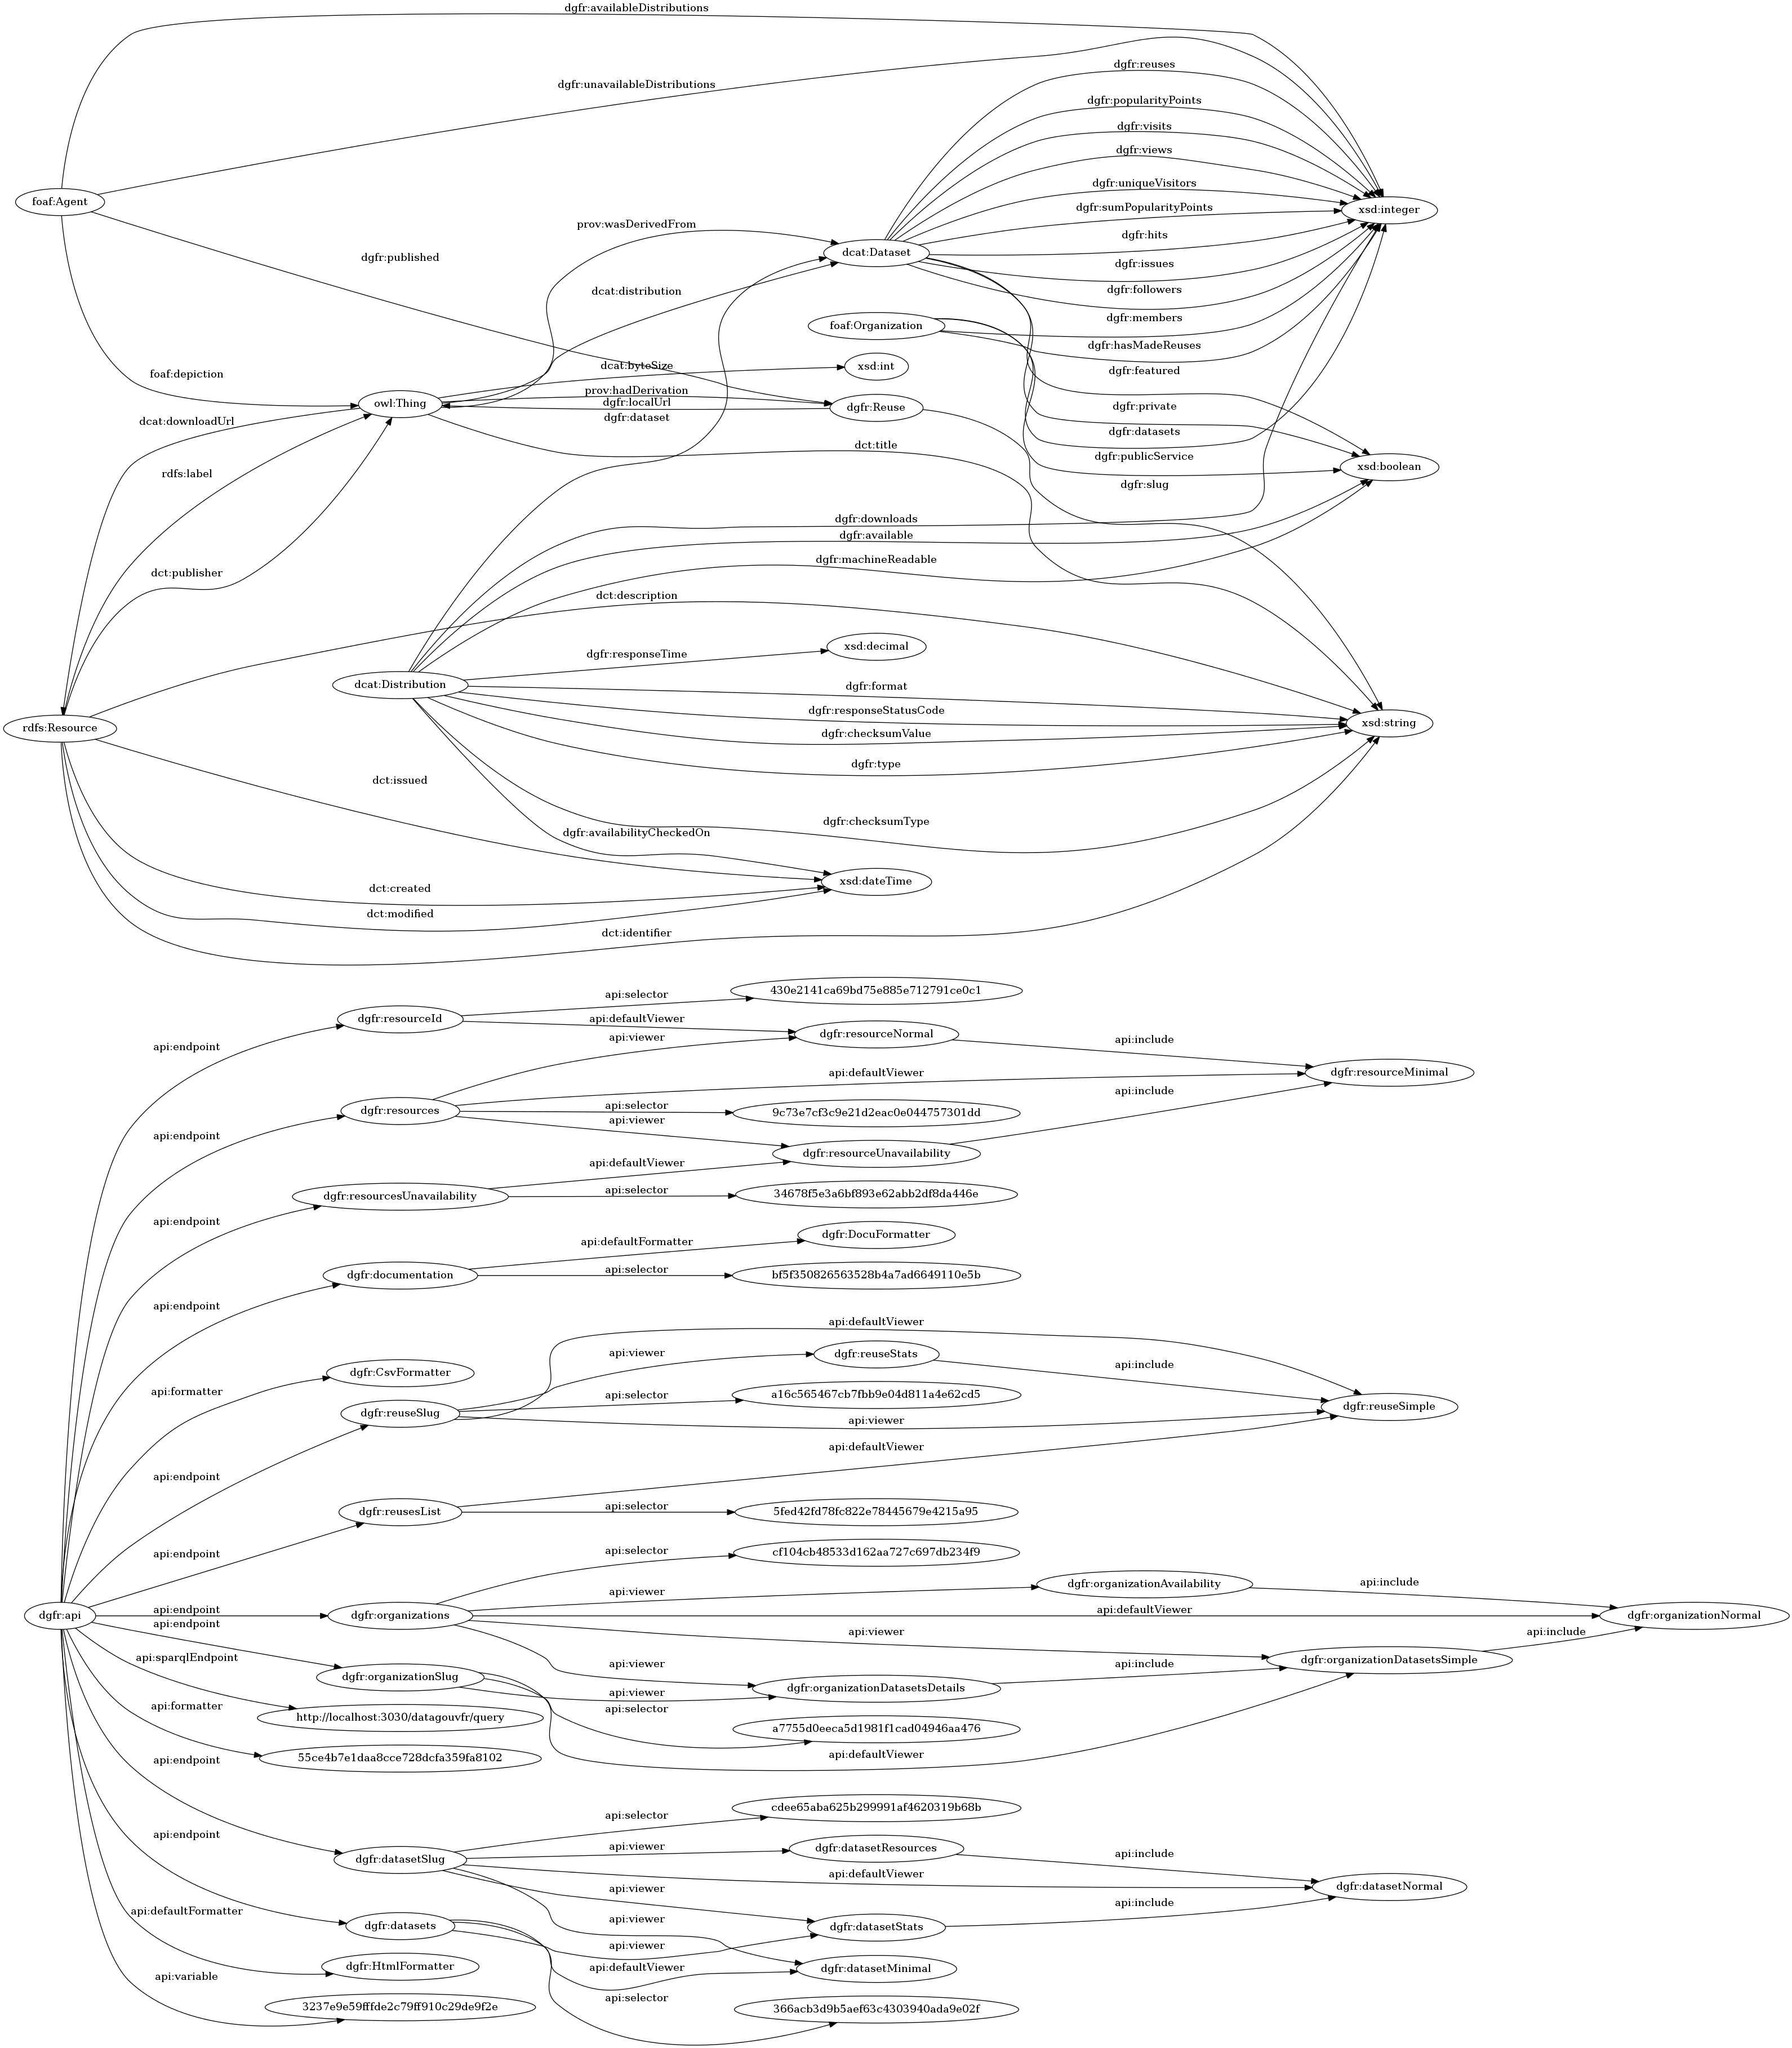 dgfr:availableDistributions
dgfr:reuses
dgfr:unavailableDistributions
dgfr:popularityPoints
dgfr:visits
dgfr:views
dgfr:uniqueVisitors
foaf:Agent
dgfr:sumPopularityPoints
xsd:integer
prov:wasDerivedFrom
dgfr:hits
dcat:Dataset
dgfr:published
dgfr:issues
dcat:distribution
dgfr:followers
dgfr:members
foaf:Organization
dgfr:hasMadeReuses
dcat:byteSize
xsd:int
dgfr:featured
foaf:depiction
prov:hadDerivation
owl:Thing
dgfr:localUrl
dgfr:Reuse
dgfr:private
dgfr:dataset
dcat:downloadUrl
dgfr:datasets
dct:title
dgfr:publicService
xsd:boolean
rdfs:label
dgfr:slug
dgfr:downloads
dgfr:available
dgfr:machineReadable
dct:publisher
dct:description
xsd:decimal
dgfr:responseTime
dcat:Distribution
dgfr:format
dgfr:responseStatusCode
rdfs:Resource
xsd:string
dgfr:checksumValue
dgfr:type
dct:issued
dgfr:checksumType
dgfr:availabilityCheckedOn
xsd:dateTime
dct:created
dct:modified
dct:identifier
430e2141ca69bd75e885e712791ce0c1
api:selector
dgfr:resourceId
api:defaultViewer
dgfr:resourceNormal
api:viewer
api:include
api:endpoint
dgfr:resourceMinimal
api:defaultViewer
api:include
api:selector
dgfr:resources
9c73e7cf3c9e21d2eac0e044757301dd
api:viewer
api:endpoint
dgfr:resourceUnavailability
api:defaultViewer
api:selector
34678f5e3a6bf893e62abb2df8da446e
dgfr:resourcesUnavailability
api:endpoint
dgfr:DocuFormatter
api:defaultFormatter
api:selector
dgfr:documentation
bf5f350826563528b4a7ad6649110e5b
api:endpoint
api:defaultViewer
api:viewer
dgfr:reuseStats
api:include
dgfr:CsvFormatter
api:formatter
api:selector
a16c565467cb7fbb9e04d811a4e62cd5
dgfr:reuseSimple
dgfr:reuseSlug
api:viewer
api:defaultViewer
api:endpoint
api:selector
dgfr:reusesList
5fed42fd78fc822e78445679e4215a95
api:endpoint
api:selector
cf104cb48533d162aa727c697db234f9
api:viewer
dgfr:organizationAvailability
api:include
api:endpoint
dgfr:api
dgfr:organizations
api:defaultViewer
dgfr:organizationNormal
api:endpoint
api:viewer
api:include
api:sparqlEndpoint
api:viewer
api:include
dgfr:organizationDatasetsSimple
dgfr:organizationSlug
api:viewer
dgfr:organizationDatasetsDetails
api:formatter
api:selector
http://localhost:3030/datagouvfr/query
a7755d0eeca5d1981f1cad04946aa476
55ce4b7e1daa8cce728dcfa359fa8102
api:defaultViewer
api:endpoint
cdee65aba625b299991af4620319b68b
api:selector
api:endpoint
api:viewer
dgfr:datasetResources
api:include
dgfr:datasetSlug
api:defaultViewer
dgfr:datasetNormal
api:viewer
api:include
api:defaultFormatter
api:viewer
dgfr:datasets
dgfr:datasetStats
api:viewer
dgfr:HtmlFormatter
api:defaultViewer
dgfr:datasetMinimal
api:variable
api:selector
3237e9e59fffde2c79ff910c29de9f2e
366acb3d9b5aef63c4303940ada9e02f